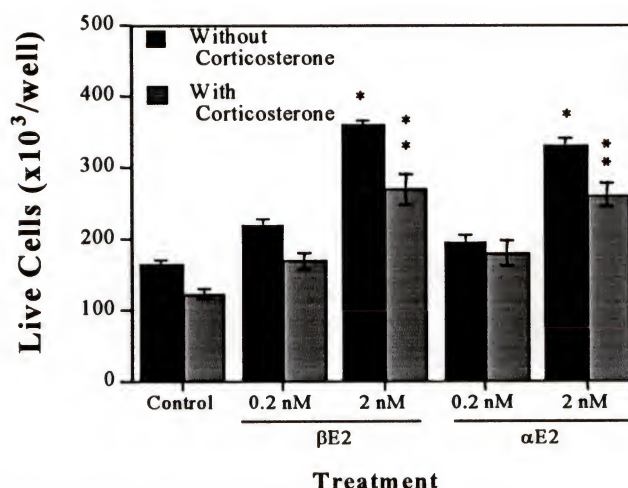 Live Cells (x10³/well)
500
400
300
200
100
0
Without
Corticosterone
With
Corticosterone
*
*
*
*
*
*
Control
0.2 nM
2 nM
0.2 nM
2 nM
βE2
αE2
Treatment